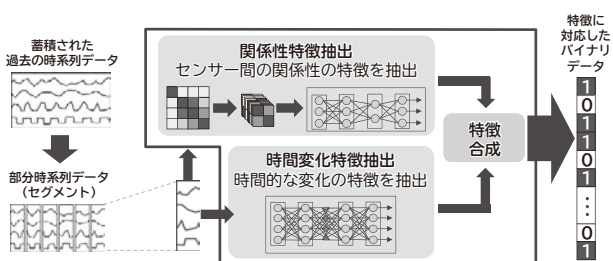 蓄積された
過去の時系列データ
部分時系列データ
（セグメント）
関係性特徴抽出
センサー間の関係性の特徴を抽出
時間変化特徴抽出
時間的な変化の特徴を抽出
特徴
合成
特徴に
対応した
バイナリ
データ
1
0
1
1
0
1
⋮
0
1